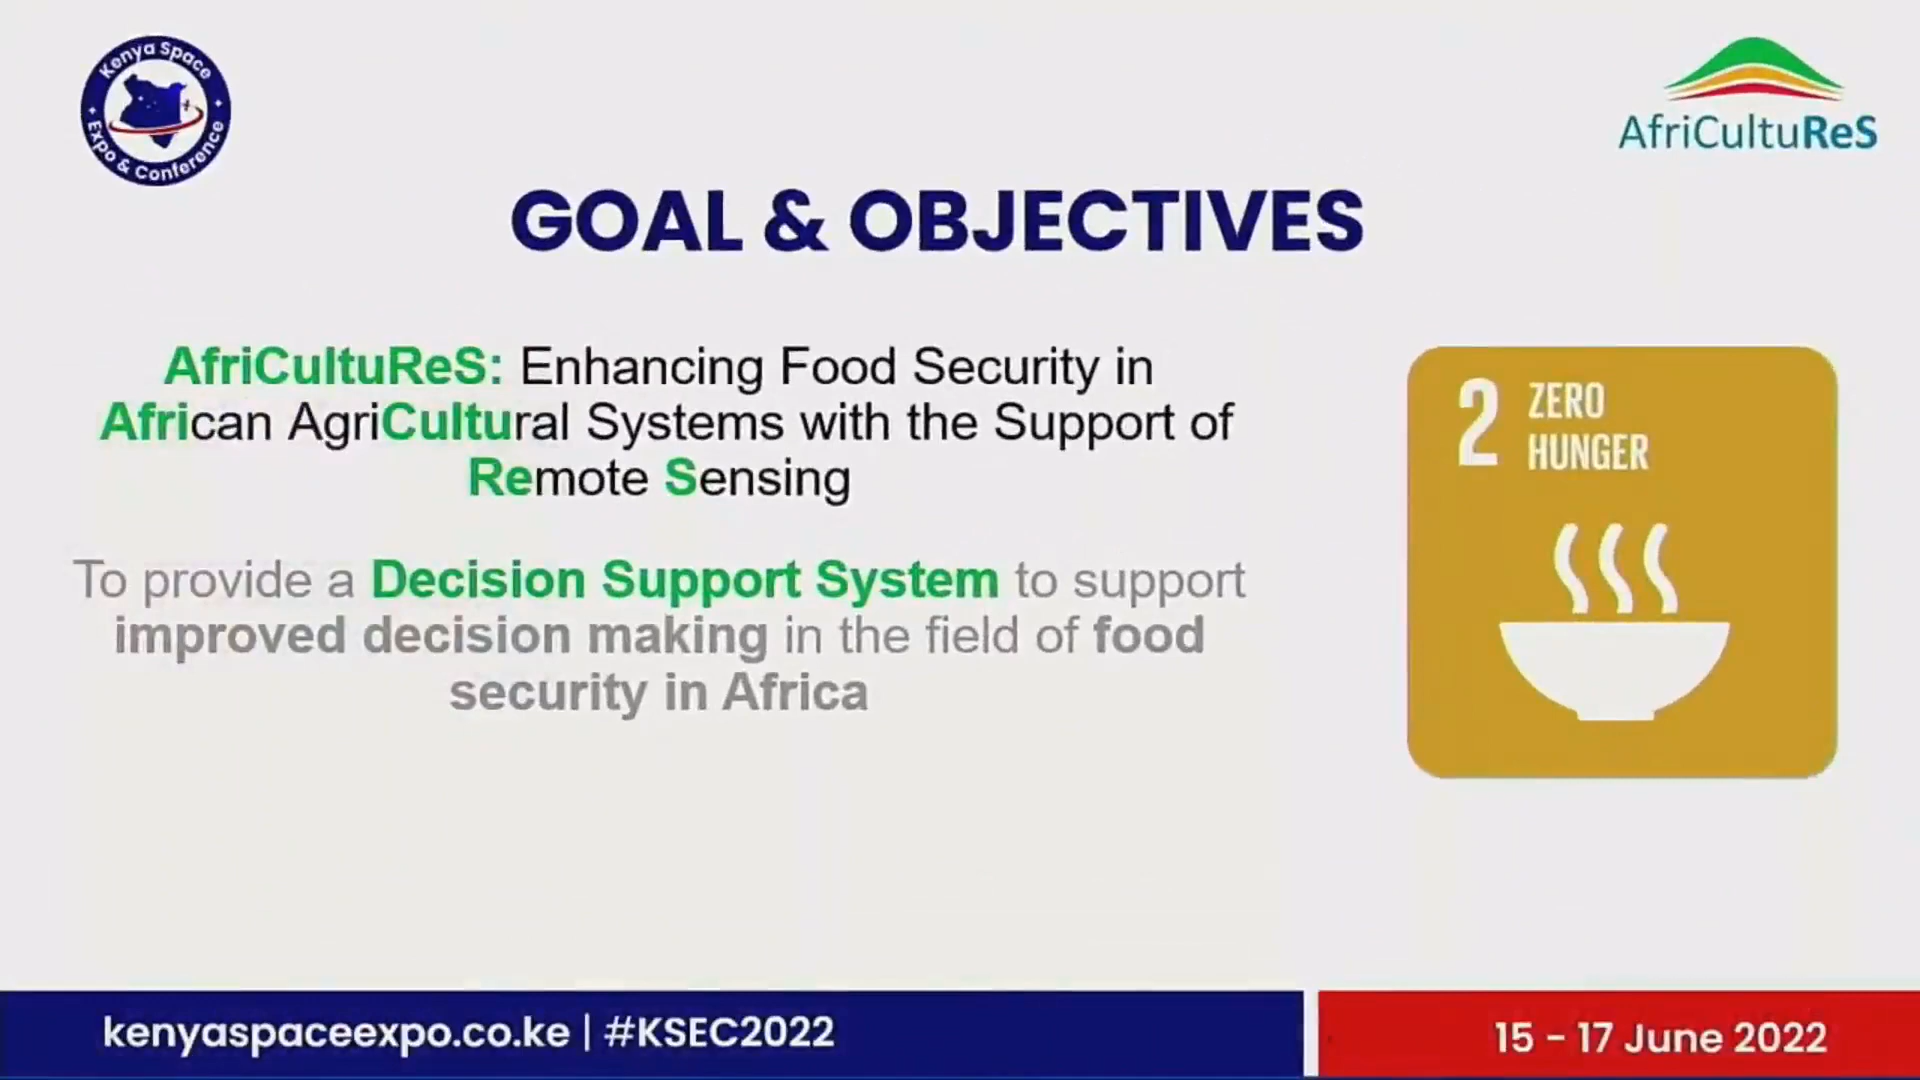 Kenya Space
Expo & Conference
AfriCultuReS
GOAL & OBJECTIVES
AfriCultuReS: Enhancing Food Security in
African AgriCultural Systems with the Support of
Remote Sensing
To provide a Decision Support System to support
improved decision making in the field of food
security in Africa
2 ZERO
HUNGER
kenyaspaceexpo.co.ke | #KSEC2022
15 - 17 June 2022